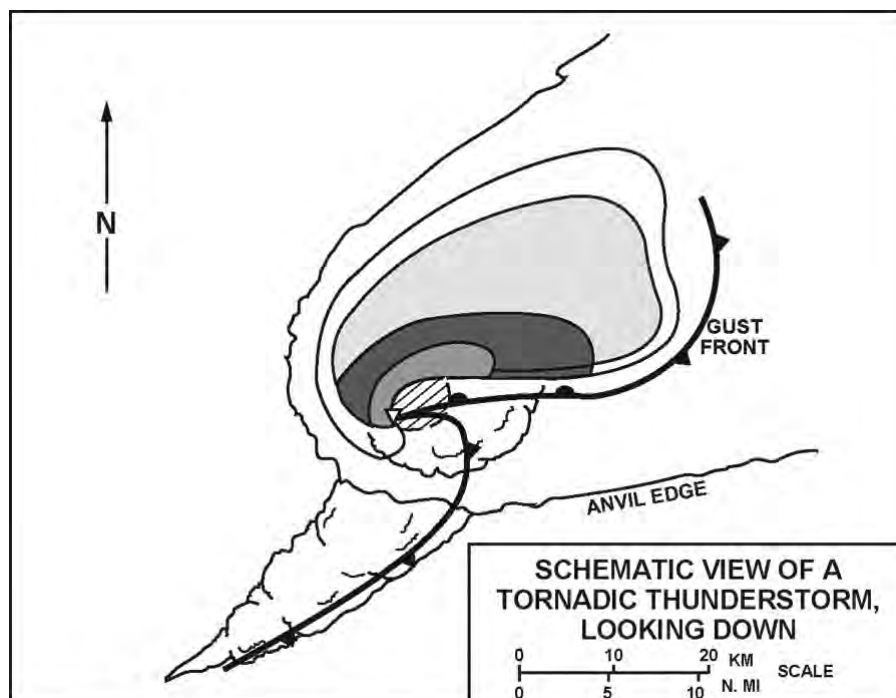 N
GUST
FRONT
ANVIL EDGE
SCHEMATIC VIEW OF A
TORNADIC THUNDERSTORM,
LOOKING DOWN
0 10 20 KM
SCALE
0 5 10 N. MI